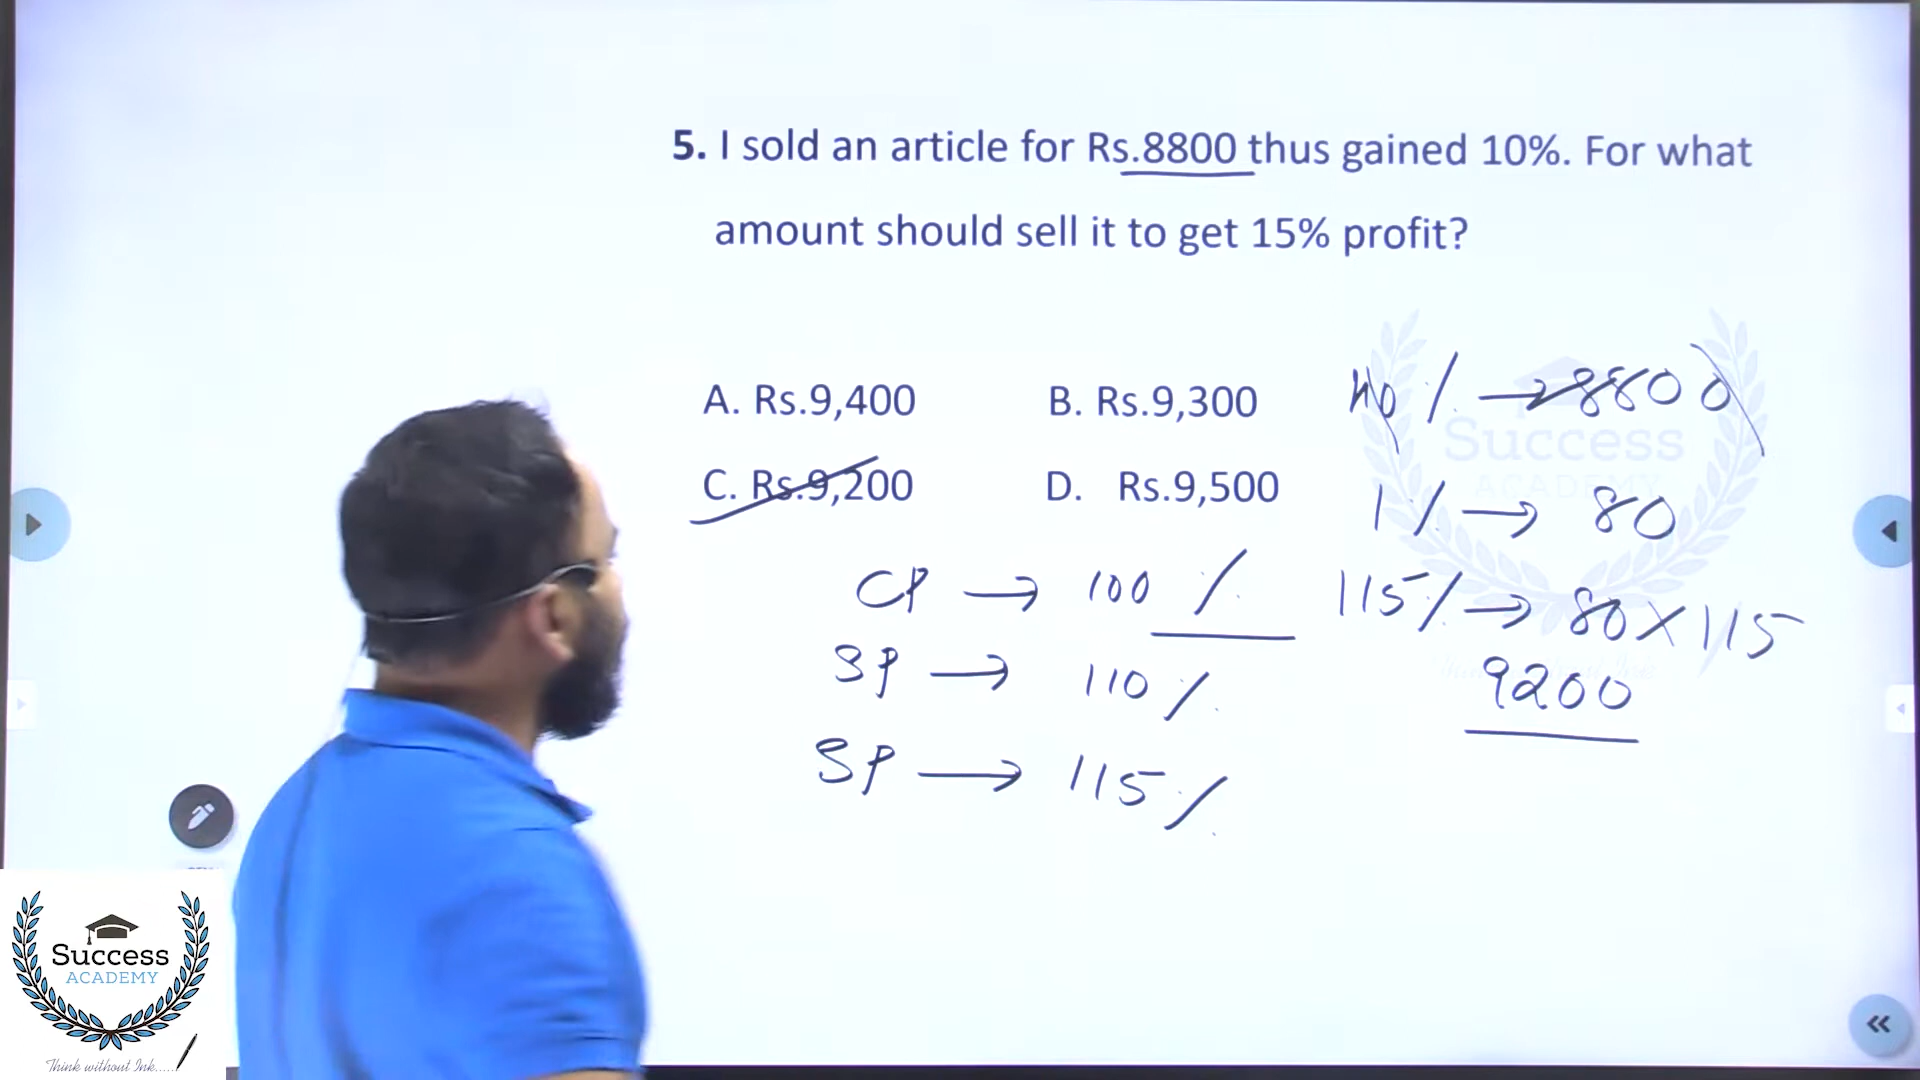 5. I sold an article for Rs.8800 thus gained 10%. For what
amount should sell it to get 15% profit?
A. Rs.9,400 B. Rs.9,300
C. Rs.9,200 D. Rs.9,500
110% → 8800
1% → 80
115% → 80 × 115
9200
CP → 100 %
SP → 110 %
SP → 115 %
Success
ACADEMY
Success
ACADEMY
Think without Ink.....